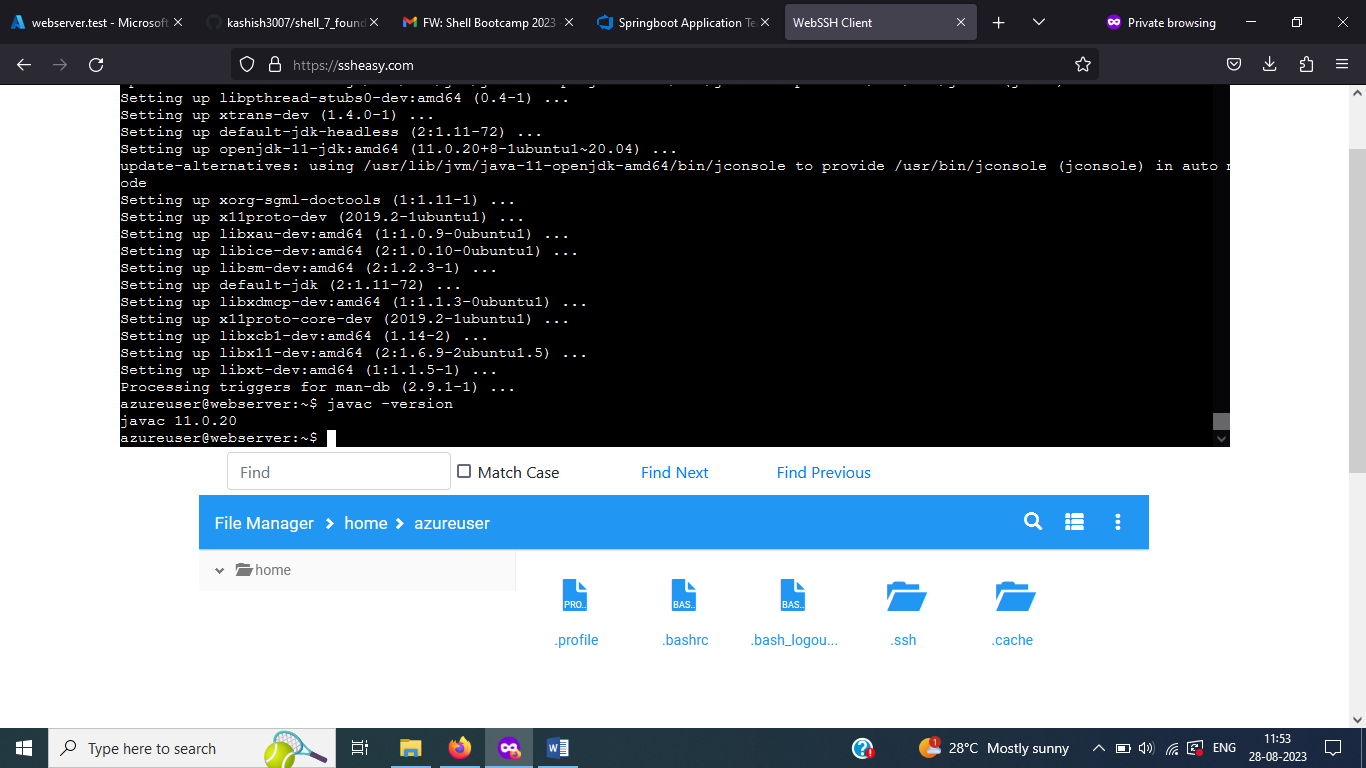 webserver.test - Microsoft
kashish3007/shell_7_found
FW: Shell Bootcamp 2023
Springboot Application Te
WebSSH Client
Private browsing
https://ssheasy.com
Setting up libpthread-stubs0-dev:amd64 (0.4-1) ...
Setting up xtrans-dev (1.4.0-1) ...
Setting up default-jdk-headless (2:1.11-72) ...
Setting up openjdk-11-jdk:amd64 (11.0.20+8-1ubuntu1~20.04) ...
update-alternatives: using /usr/lib/jvm/java-11-openjdk-amd64/bin/jconsole to provide /usr/bin/jconsole (jconsole) in auto m
ode
Setting up xorg-sgml-doctools (1:1.11-1) ...
Setting up x11proto-dev (2019.2-1ubuntu1) ...
Setting up libxau-dev:amd64 (1:1.0.9-0ubuntu1) ...
Setting up libice-dev:amd64 (2:1.0.10-0ubuntu1) ...
Setting up libsm-dev:amd64 (2:1.2.3-1) ...
Setting up default-jdk (2:1.11-72) ...
Setting up libxdmcp-dev:amd64 (1:1.1.3-0ubuntu1) ...
Setting up x11proto-core-dev (2019.2-1ubuntu1) ...
Setting up libxcb1-dev:amd64 (1.14-2) ...
Setting up libx11-dev:amd64 (2:1.6.9-2ubuntu1.5) ...
Setting up libxt-dev:amd64 (1:1.1.5-1) ...
Processing triggers for man-db (2.9.1-1) ...
azureuser@webserver:~$ javac -version
javac 11.0.20
azureuser@webserver:~$
Find
Match Case
Find Next
Find Previous
File Manager > home > azureuser
home
PRO..
BAS..
BAS..
.profile
.bashrc
.bash_logou...
.ssh
.cache
Type here to search
1
28°C Mostly sunny
ENG
11:53
28-08-2023